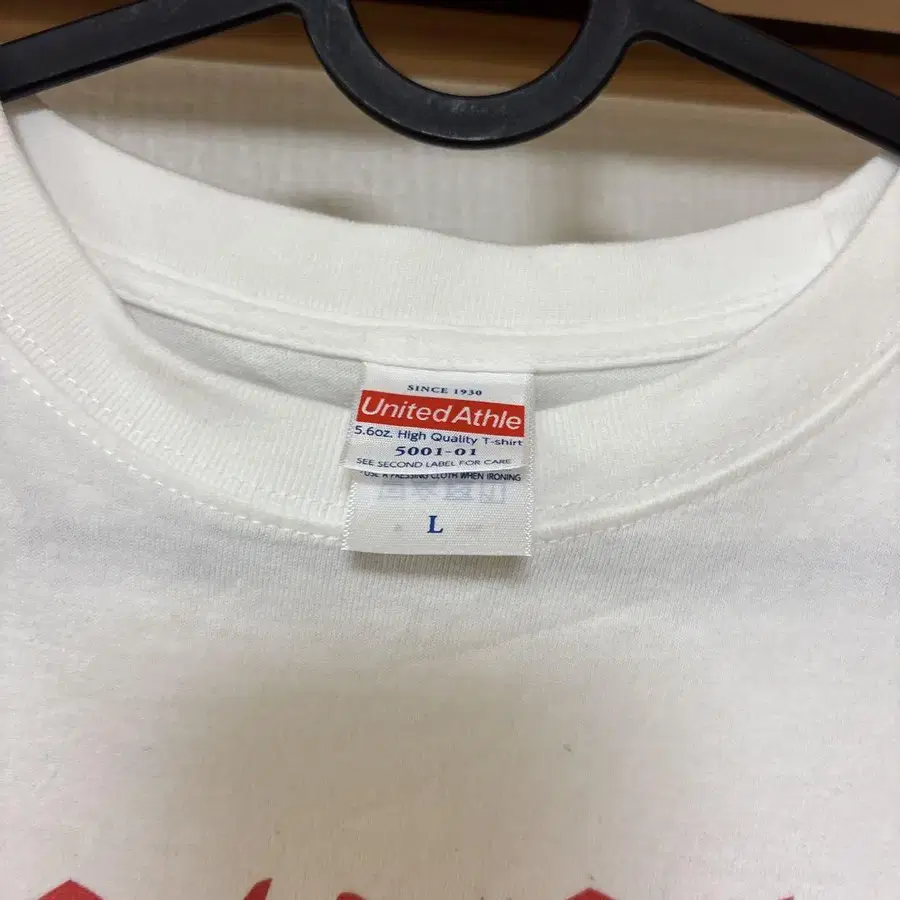 SINCE 1930
United Athle
5.6oz. High Quality T-shirt
5001-01
SEE SECOND LABEL FOR CARE
USE A PRESSING CLOTH WHEN IRONING
L